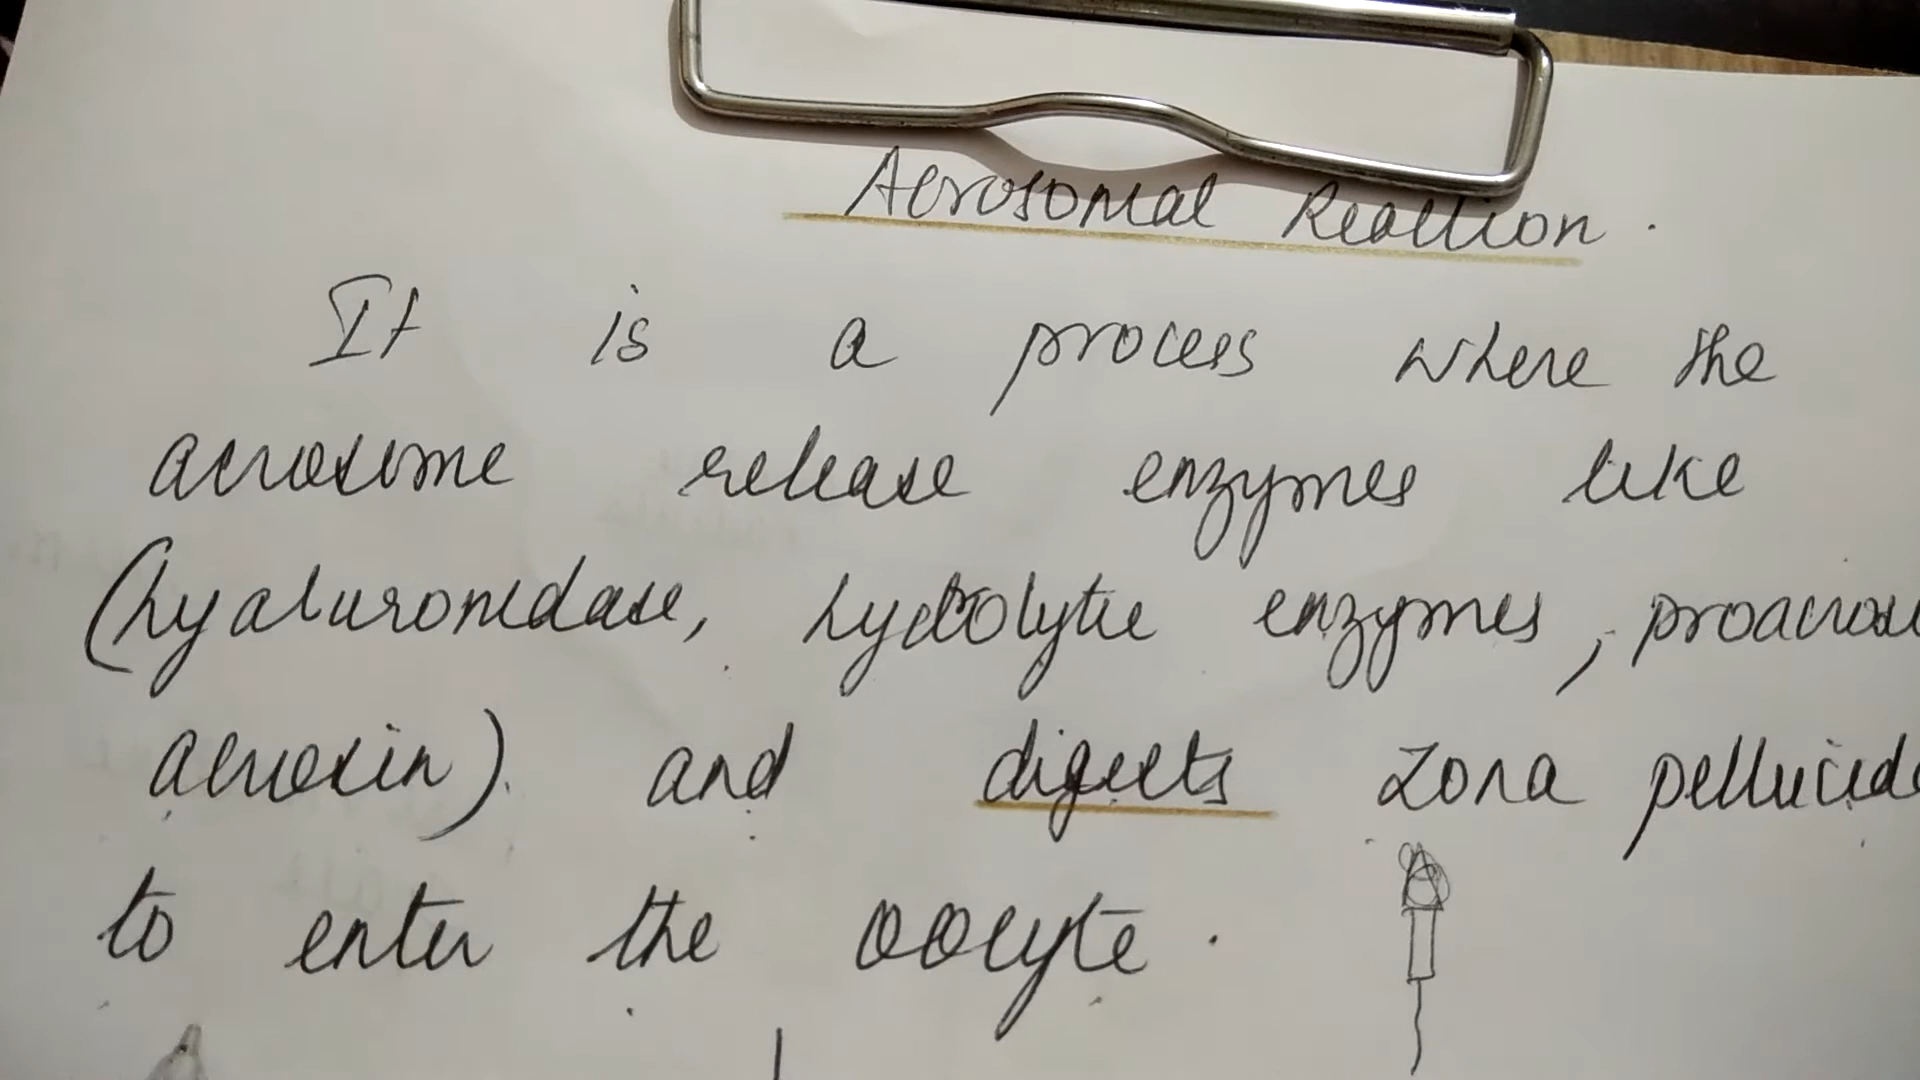 Acrosomal Reaction.
It is a process where the
acrosome release enzymes like
(hyaluronidase, hydrolytic enzymes, proacrosi
acrosin) and digests zona pellucida
to enter the oocyte.